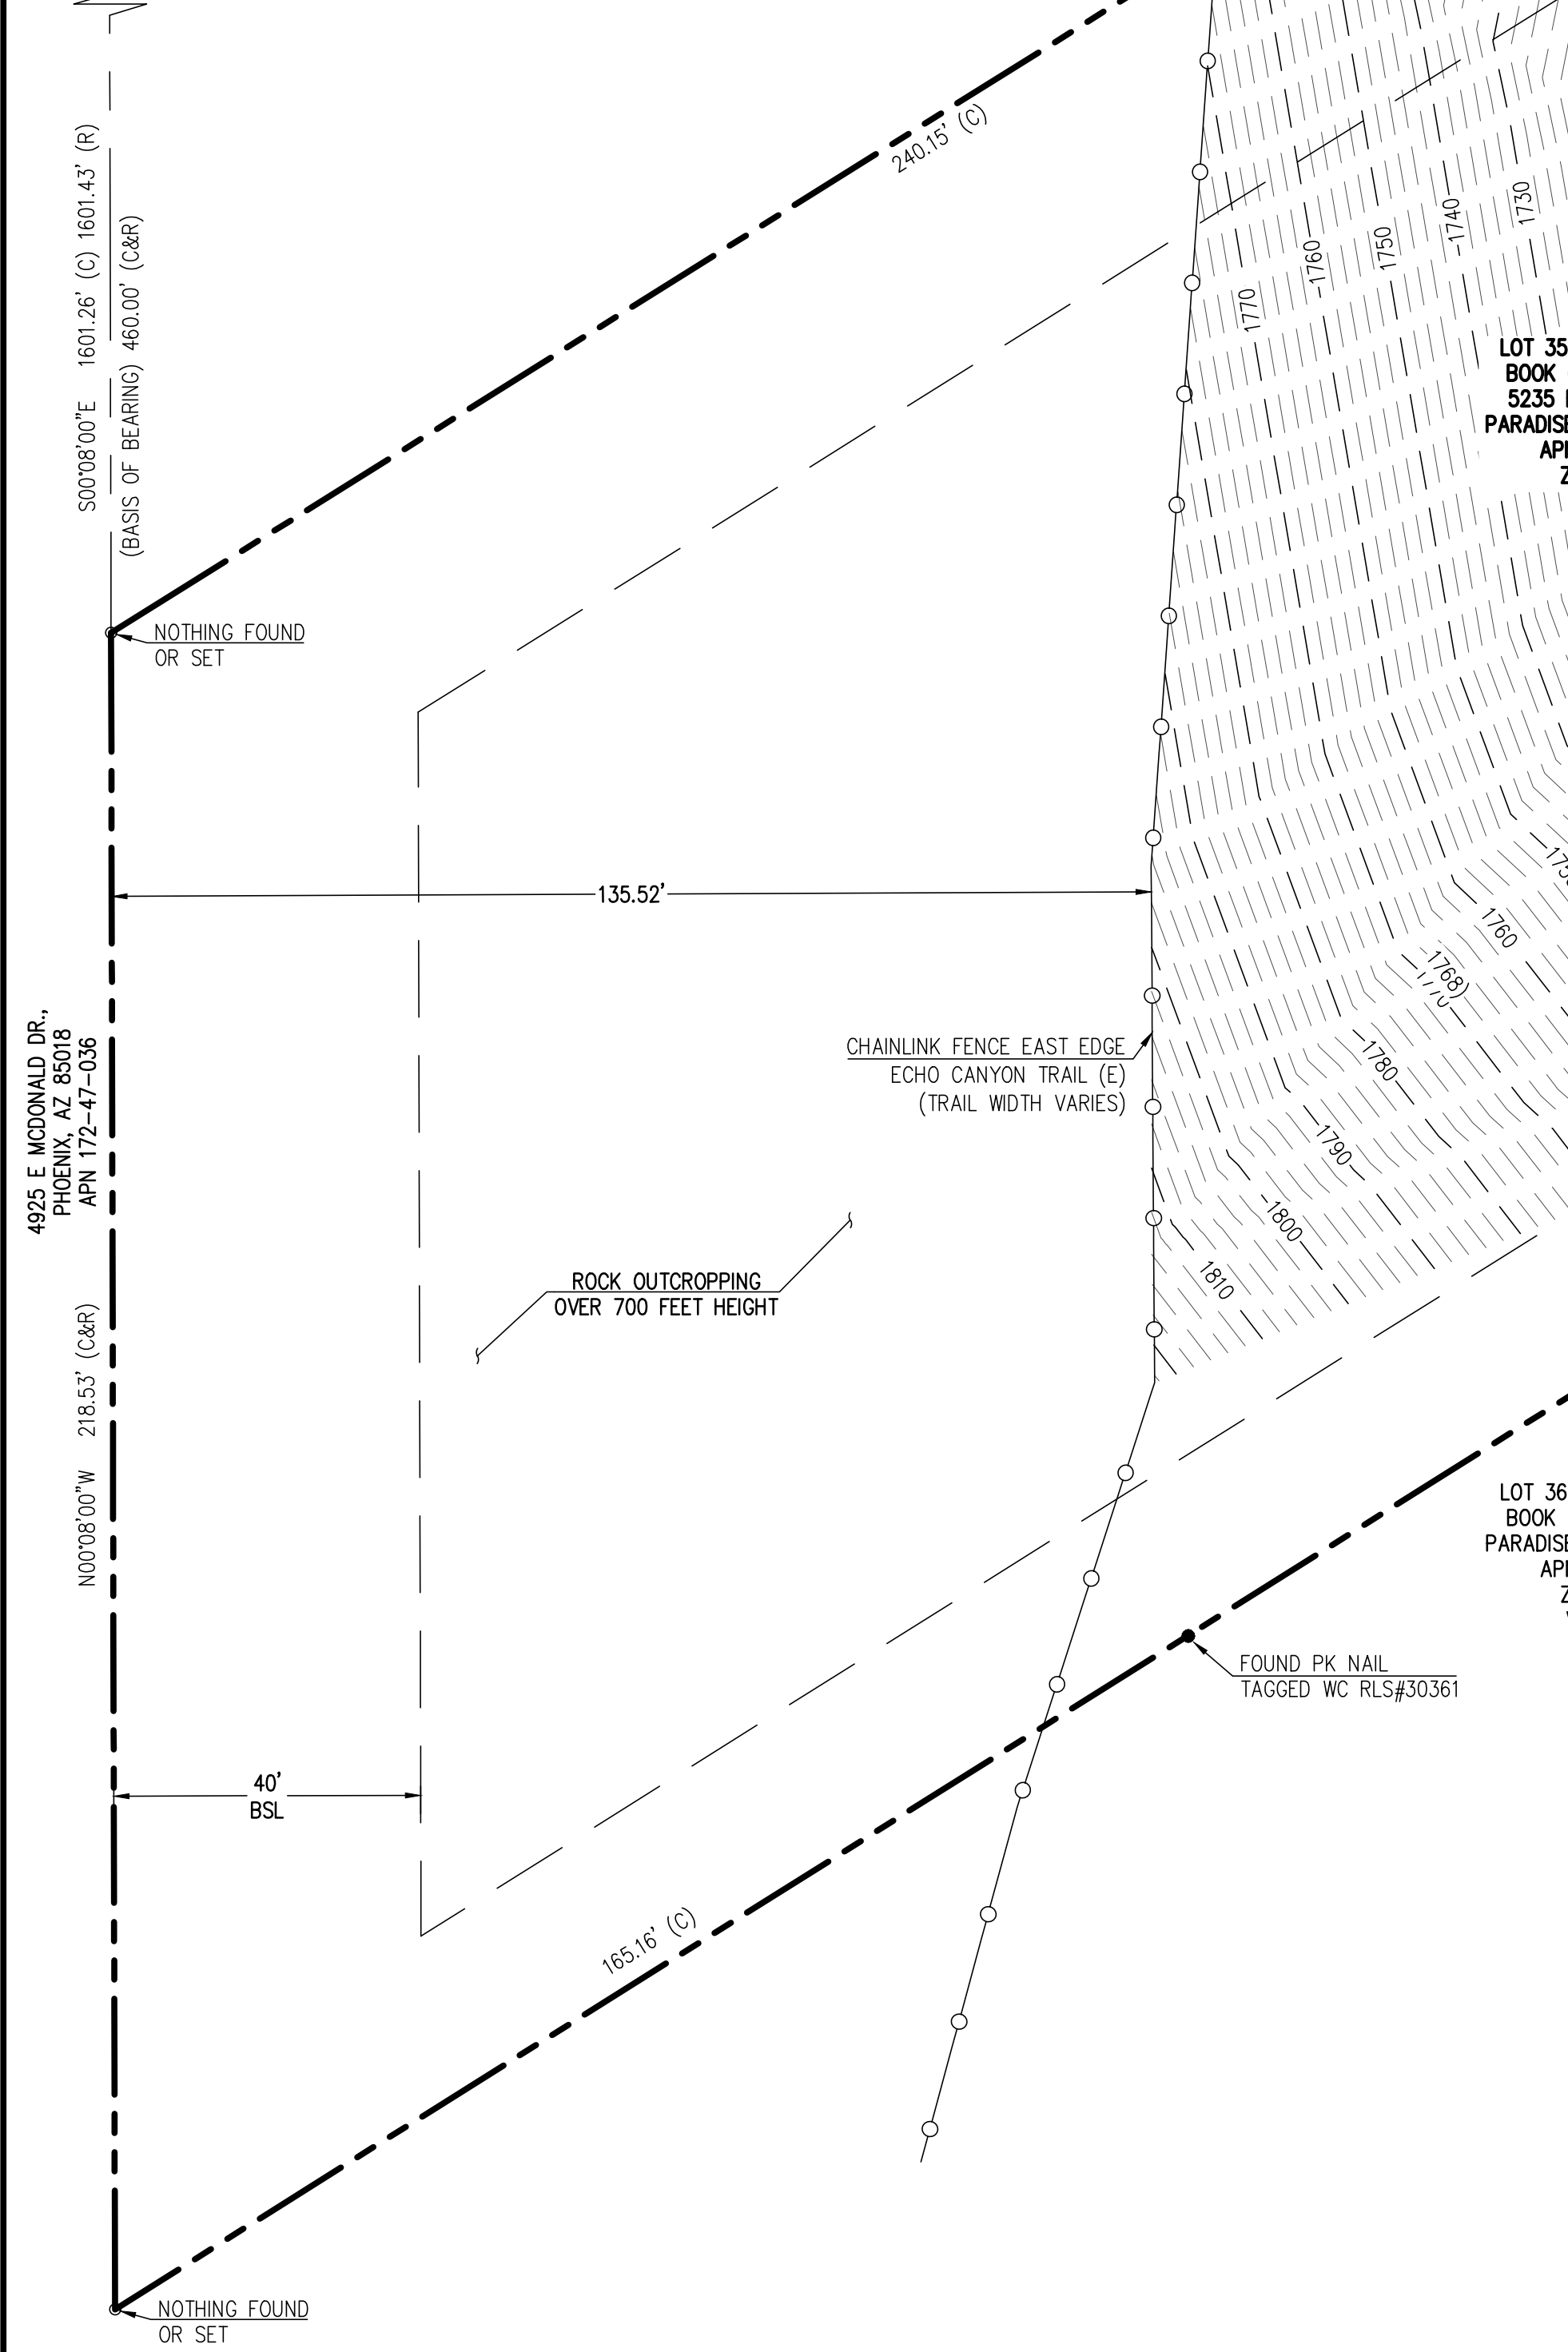 S00°08'00"E 1601.26' (C) 1601.43' (R)
(BASIS OF BEARING) 460.00' (C&R)
240.15' (C)
1770
1760
1750
1740
1730
LOT 35
BOOK
5235
PARADISE
NOTHING FOUND
OR SET
135.52'
1760
1768)
1770
1780
1790
1800
1810
CHAINLINK FENCE EAST EDGE
ECHO CANYON TRAIL (E)
(TRAIL WIDTH VARIES)
4925 E MCDONALD DR.,
PHOENIX, AZ 85018
APN 172-47-036
ROCK OUTCROPPING
OVER 700 FEET HEIGHT
N00°08'00"W 218.53' (C&R)
LOT 36
BOOK
PARADISE
FOUND PK NAIL
TAGGED WC RLS#30361
40'
BSL
165.16' (C)
NOTHING FOUND
OR SET